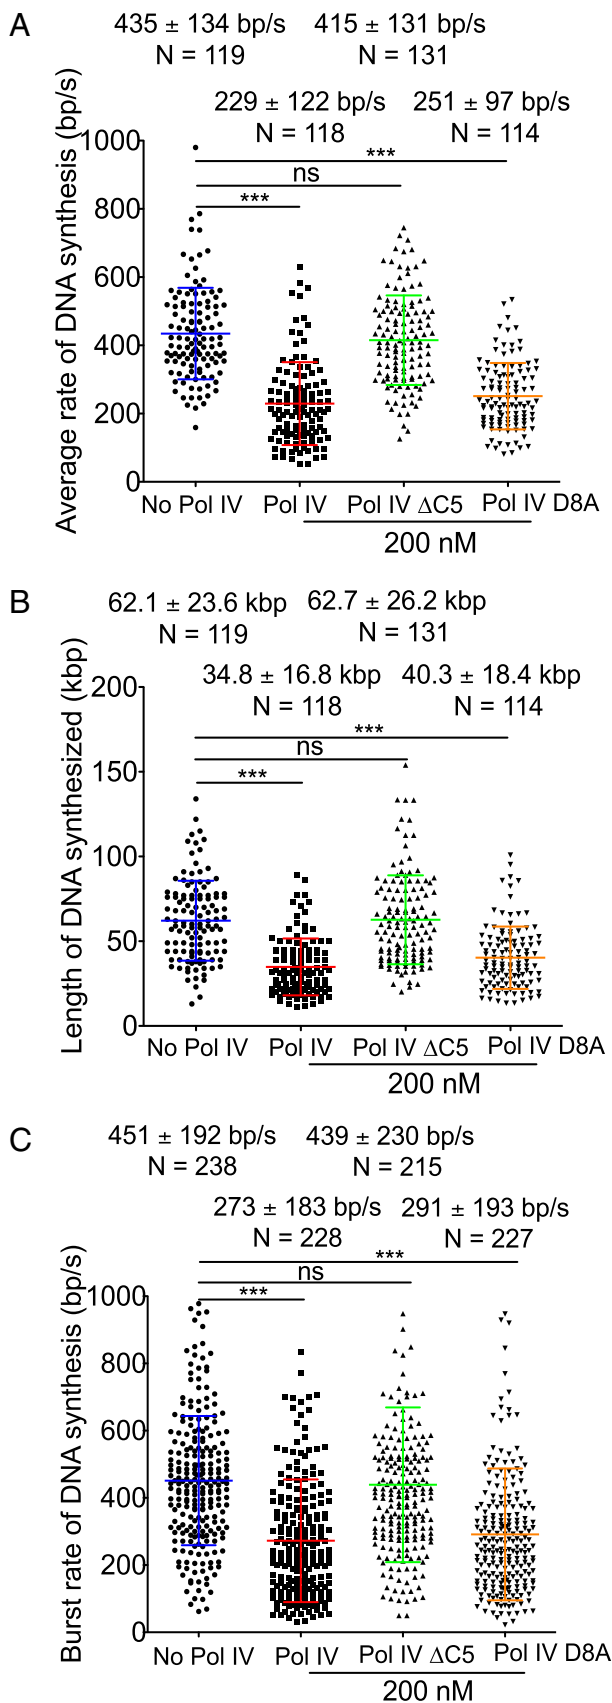 A
435 ± 134 bp/s 415 ± 131 bp/s
N = 119 N = 131
229 ± 122 bp/s 251 ± 97 bp/s
N = 118 N = 114
Average rate of DNA synthesis (bp/s)
1000
800
600
400
200
0
***
ns
***
No Pol IV Pol IV Pol IV ΔC5 Pol IV D8A
200 nM
B
62.1 ± 23.6 kbp 62.7 ± 26.2 kbp
N = 119 N = 131
34.8 ± 16.8 kbp 40.3 ± 18.4 kbp
N = 118 N = 114
Length of DNA synthesized (kbp)
200
150
100
50
0
***
ns
***
No Pol IV Pol IV Pol IV ΔC5 Pol IV D8A
200 nM
C
451 ± 192 bp/s 439 ± 230 bp/s
N = 238 N = 215
273 ± 183 bp/s 291 ± 193 bp/s
N = 228 N = 227
Burst rate of DNA synthesis (bp/s)
1000
800
600
400
200
0
***
ns
***
No Pol IV Pol IV Pol IV ΔC5 Pol IV D8A
200 nM